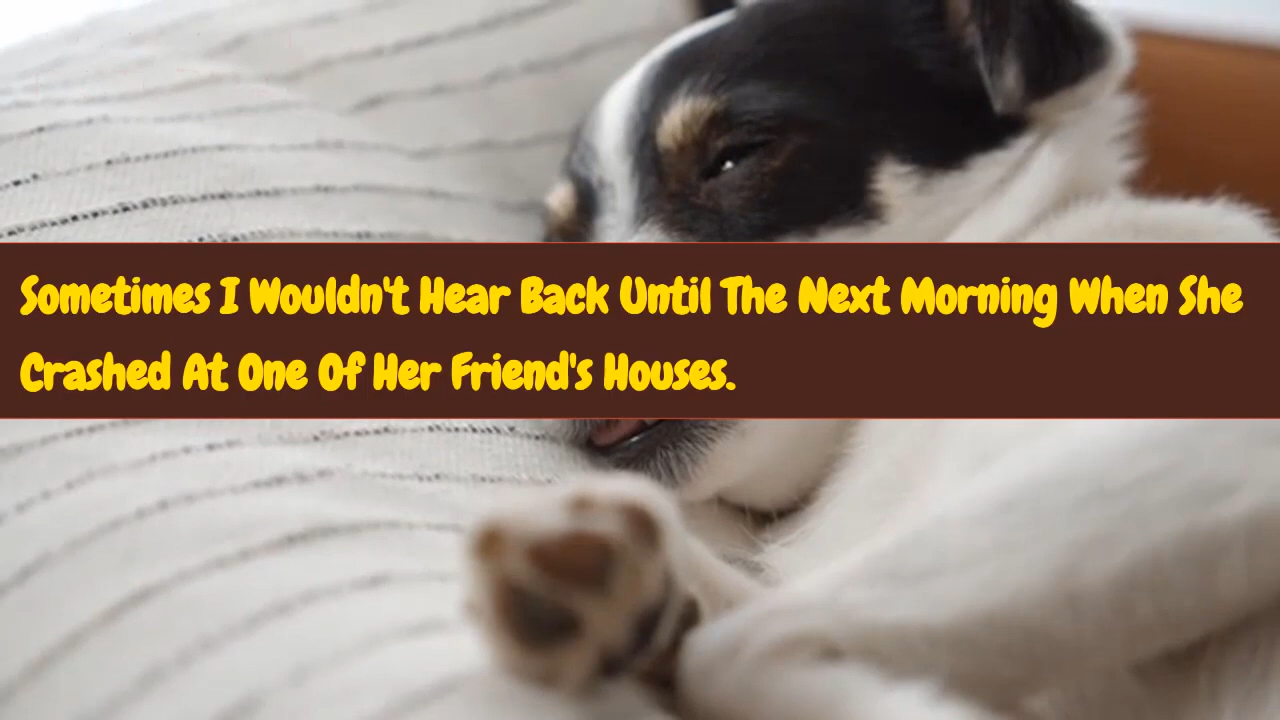 Sometimes I Wouldn't Hear Back Until The Next Morning When She
Crashed At One Of Her Friend's Houses.